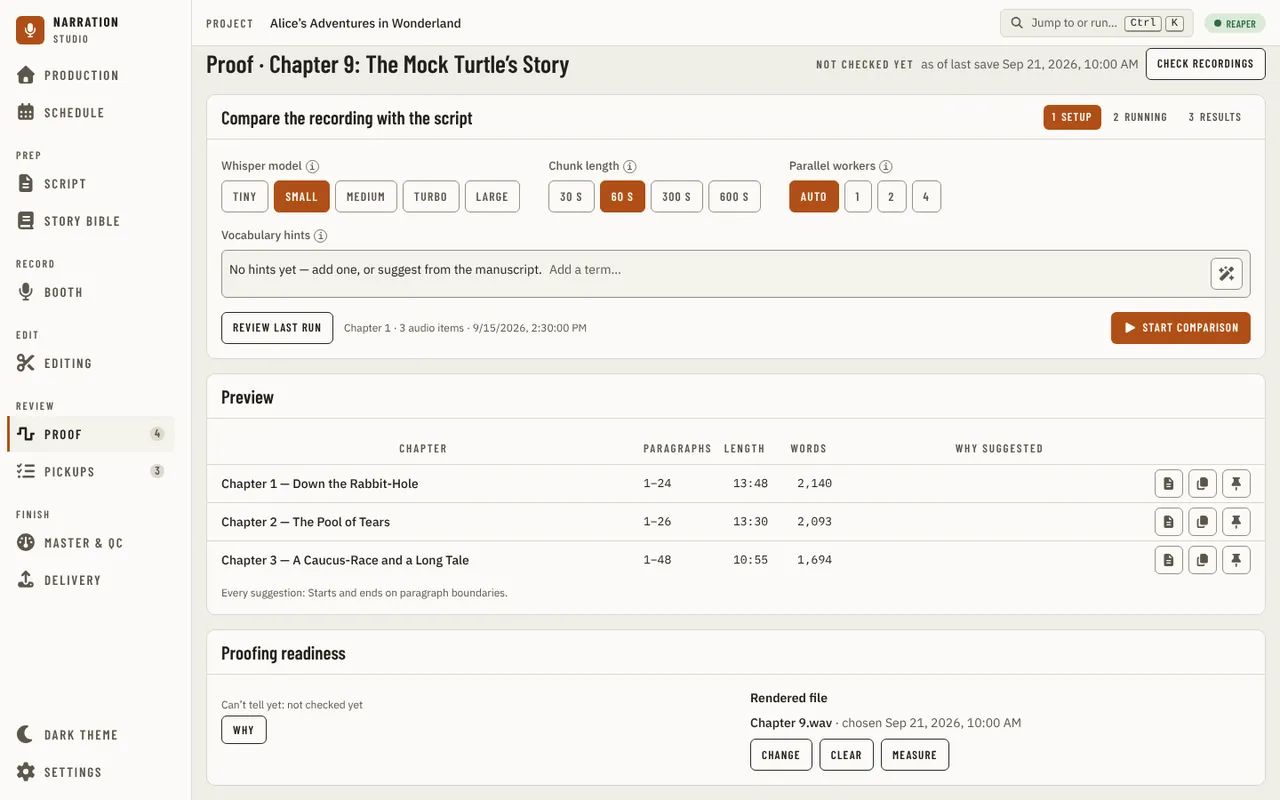 NARRATION
STUDIO
PRODUCTION
SCHEDULE
PREP
SCRIPT
STORY BIBLE
RECORD
BOOTH
EDIT
EDITING
REVIEW
PROOF 4
PICKUPS 3
FINISH
MASTER & QC
DELIVERY
DARK THEME
SETTINGS
PROJECT Alice's Adventures in Wonderland
Jump to or run... Ctrl K
REAPER
Proof · Chapter 9: The Mock Turtle's Story
NOT CHECKED YET as of last save Sep 21, 2026, 10:00 AM CHECK RECORDINGS
Compare the recording with the script
1 SETUP 2 RUNNING 3 RESULTS
Whisper model Chunk length Parallel workers
TINY SMALL MEDIUM TURBO LARGE 30 S 60 S 300 S 600 S AUTO 1 2 4
Vocabulary hints
No hints yet — add one, or suggest from the manuscript. Add a term...
REVIEW LAST RUN Chapter 1 · 3 audio items · 9/15/2026, 2:30:00 PM START COMPARISON
Preview
CHAPTER PARAGRAPHS LENGTH WORDS WHY SUGGESTED
Chapter 1 — Down the Rabbit-Hole 1–24 13:48 2,140
Chapter 2 — The Pool of Tears 1–26 13:30 2,093
Chapter 3 — A Caucus-Race and a Long Tale 1–48 10:55 1,694
Every suggestion: Starts and ends on paragraph boundaries.
Proofing readiness
Can't tell yet: not checked yet
WHY
Rendered file
Chapter 9.wav · chosen Sep 21, 2026, 10:00 AM
CHANGE CLEAR MEASURE